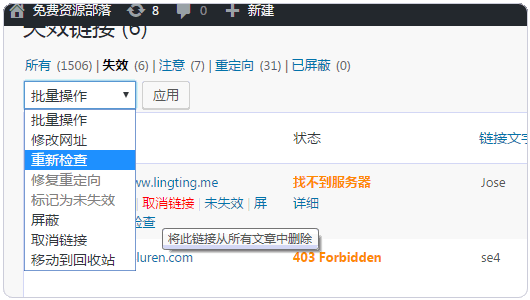 免费资源部落 8 0 + 新建
失效链接 (6)
所有 (1506) | 失效 (6) | 注意 (7) | 重定向 (31) | 已屏蔽 (0)
批量操作 应用
批量操作
修改网址
重新检查
修复重定向
标记为未失效
屏蔽
取消链接
移动到回收站
状态 链接文字
ww.lingting.me 找不到服务器 Jose
| 取消链接 | 未失效 | 屏 详细
检查
将此链接从所有文章中删除
luren.com 403 Forbidden se4